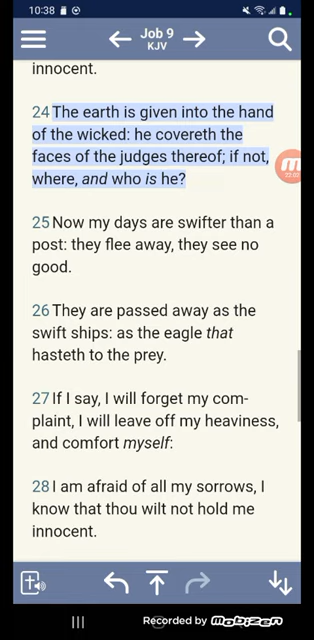 10:38
Job 9
KJV
innocent.
24 The earth is given into the hand
of the wicked: he covereth the
faces of the judges thereof; if not,
where, and who is he?
25 Now my days are swifter than a
post: they flee away, they see no
good.
26 They are passed away as the
swift ships: as the eagle that
hasteth to the prey.
27 If I say, I will forget my com-
plaint, I will leave off my heaviness,
and comfort myself:
28 I am afraid of all my sorrows, I
know that thou wilt not hold me
innocent.
Recorded by Mobizen